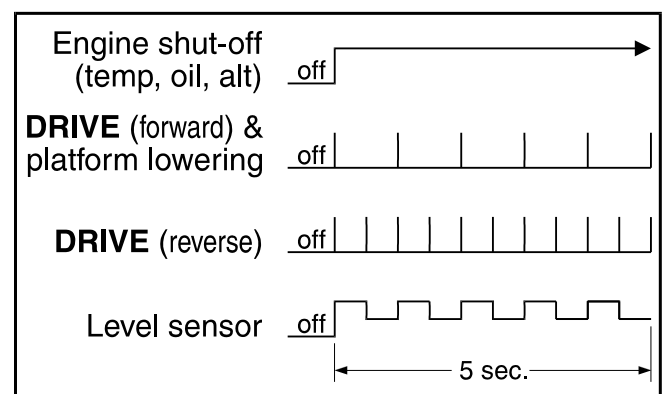 Engine shut-off
(temp, oil, alt) off
DRIVE (forward) &
platform lowering off
DRIVE (reverse) off
Level sensor off
5 sec.